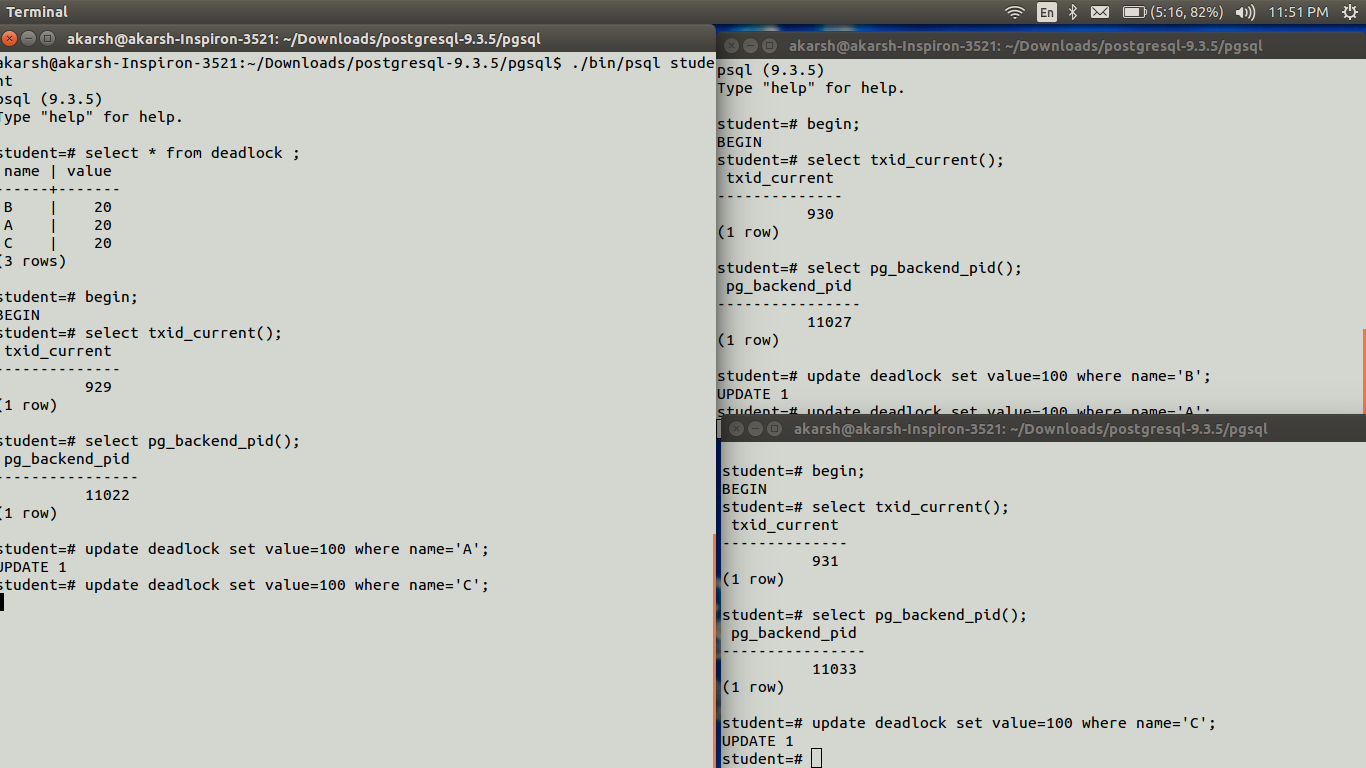 Terminal
En
(5:16, 82%)
11:51 PM
akarsh@akarsh-Inspiron-3521: ~/Downloads/postgresql-9.3.5/pgsql
akarsh@akarsh-Inspiron-3521:~/Downloads/postgresql-9.3.5/pgsql$ ./bin/psql stude
nt
psql (9.3.5)
Type "help" for help.
student=# select * from deadlock ;
name | value
------+-------
B    |    20
A    |    20
C    |    20
(3 rows)
student=# begin;
BEGIN
student=# select txid_current();
txid_current
--------------
929
(1 row)
student=# select pg_backend_pid();
pg_backend_pid
----------------
11022
(1 row)
student=# update deadlock set value=100 where name='A';
UPDATE 1
student=# update deadlock set value=100 where name='C';
akarsh@akarsh-Inspiron-3521: ~/Downloads/postgresql-9.3.5/pgsql
psql (9.3.5)
Type "help" for help.
student=# begin;
BEGIN
student=# select txid_current();
txid_current
--------------
930
(1 row)
student=# select pg_backend_pid();
pg_backend_pid
----------------
11027
(1 row)
student=# update deadlock set value=100 where name='B';
UPDATE 1
student=# update deadlock set value=100 where name='A';
akarsh@akarsh-Inspiron-3521: ~/Downloads/postgresql-9.3.5/pgsql
student=# begin;
BEGIN
student=# select txid_current();
txid_current
--------------
931
(1 row)
student=# select pg_backend_pid();
pg_backend_pid
----------------
11033
(1 row)
student=# update deadlock set value=100 where name='C';
UPDATE 1
student=#